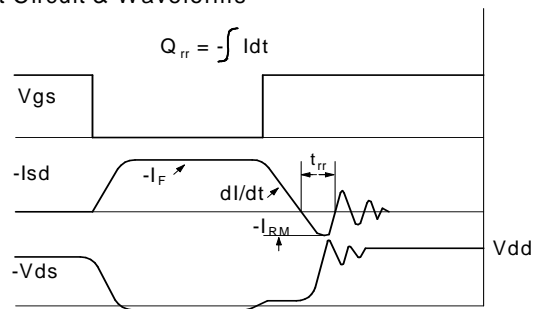 t Circuit & Waveforms
Q rr = -∫ Idt
Vgs
-Isd
-I F
dI/dt
t rr
-I RM
Vdd
-Vds